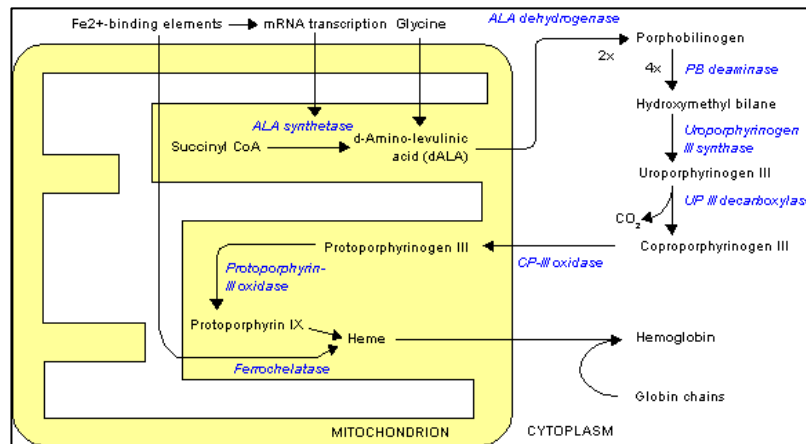 Fe2+-binding elements
mRNA transcription
Glycine
ALA dehydrogenase
2x
Porphobilinogen
4x
PB deaminase
Hydroxymethyl bilane
Uroporphyrinogen
III synthase
Uroporphyrinogen III
UP III decarboxylas
CO2
Coproporphyrinogen III
ALA synthetase
Succinyl CoA
d-Amino-levulinic
acid (dALA)
CP-III oxidase
Protoporphyrinogen III
Protoporphyrin-
III oxidase
Protoporphyrin IX
Heme
Ferrochelatase
Hemoglobin
Globin chains
MITOCHONDRION
CYTOPLASM